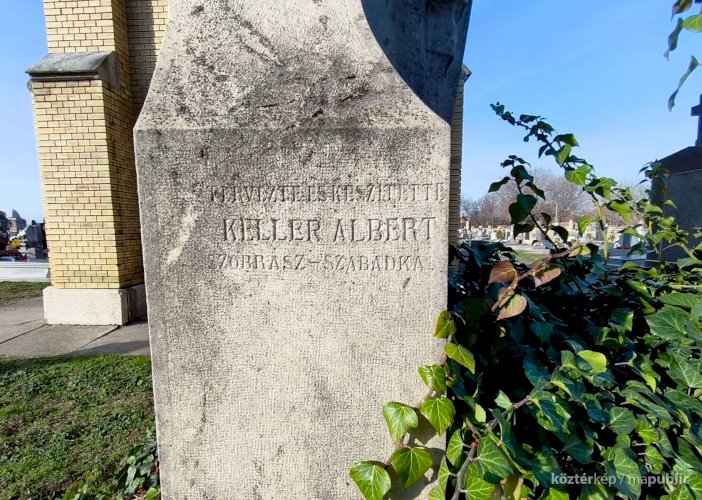 TERVEZTE ÉS KÉSZÍTETTE
KELLER ALBERT
SZOBRÁSZ-SZABADKA.
köztérkép / mapublic